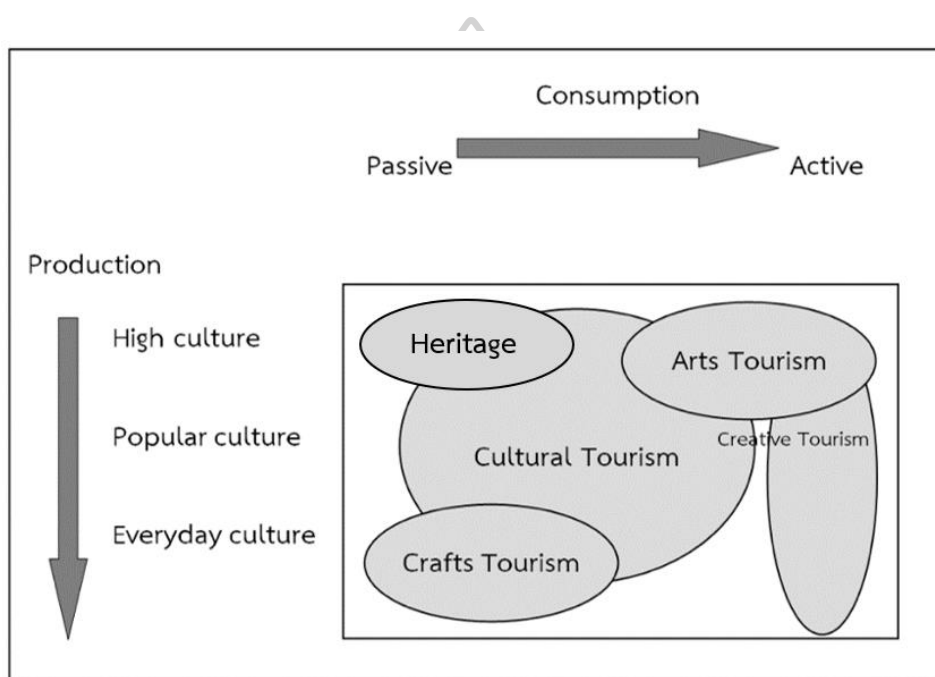 Consumption
Passive
Active
Production
High culture
Popular culture
Everyday culture
Heritage
Arts Tourism
Creative Tourism
Cultural Tourism
Crafts Tourism